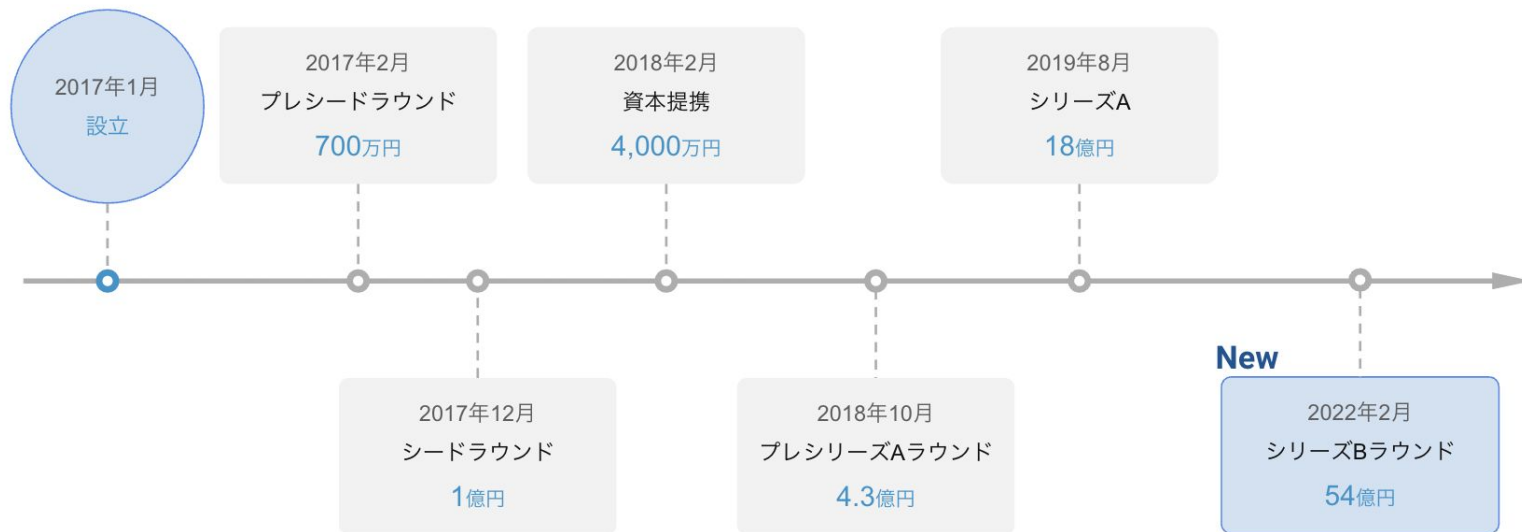 2017年1月
設立
2017年2月
プレシードラウンド
700万円
2018年2月
資本提携
4,000万円
2019年8月
シリーズA
18億円
2017年12月
シードラウンド
1億円
2018年10月
プレシリーズAラウンド
4.3億円
New
2022年2月
シリーズBラウンド
54億円